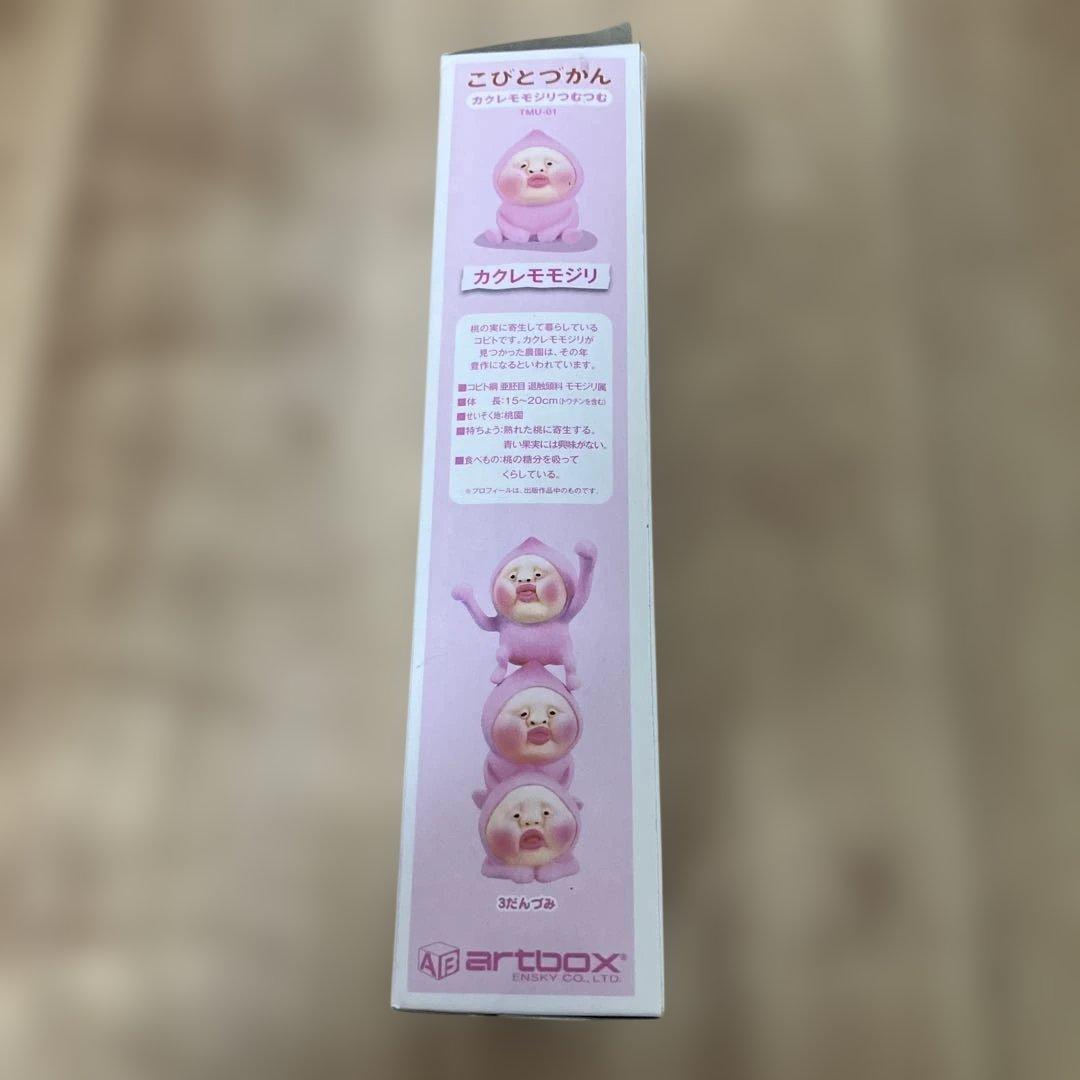 こびとづかん
カクレモモジリつむつむ
TMU-01
カクレモモジリ
桃の実に寄生して暮らしている
コビトです。カクレモモジリが
見つかった農園は、その年
豊作になるといわれています。
■コビト綱 亜胚目 退触頭科 モモジリ属
■体 長:15〜20cm(トウチンを含む)
■せいそく地:桃園
■特ちょう:熟れた桃に寄生する。
青い果実には興味がない。
■食べもの:桃の糖分を吸って
くらしている。
※プロフィールは、出版作品中のものです。
3だんづみ
AB artbox®
ENSKY CO., LTD.